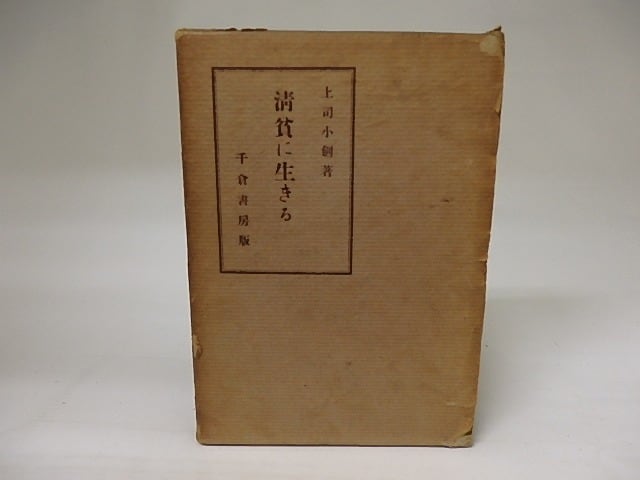 上司小劍著
清貧に生きる
千倉書房版